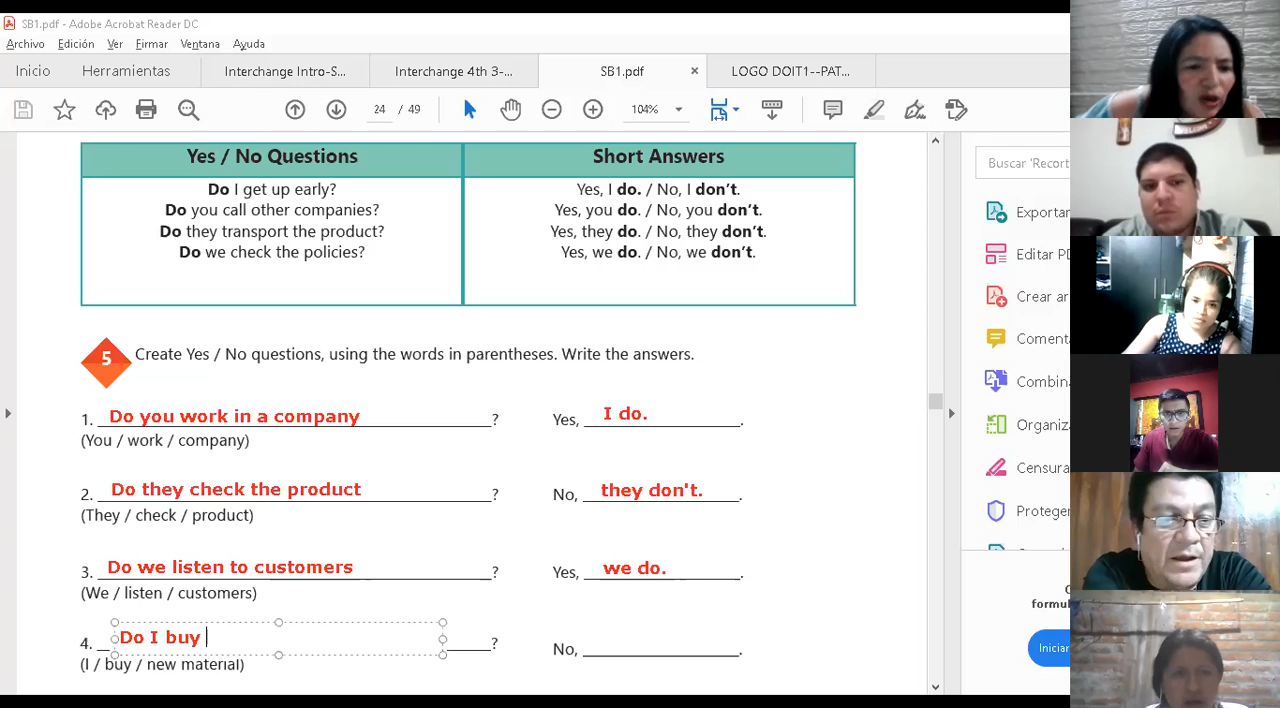 SB1.pdf - Adobe Acrobat Reader DC
Archivo Edición Ver Firmar Ventana Ayuda
Inicio Herramientas Interchange Intro-S... Interchange 4th 3-... SB1.pdf × LOGO DOIT1--PAT...
24 / 49 104%
Yes / No Questions Short Answers
Do I get up early? Yes, I do. / No, I don't.
Do you call other companies? Yes, you do. / No, you don't.
Do they transport the product? Yes, they do. / No, they don't.
Do we check the policies? Yes, we do. / No, we don't.
5 Create Yes / No questions, using the words in parentheses. Write the answers.
1. Do you work in a company ? Yes, I do. .
(You / work / company)
2. Do they check the product ? No, they don't. .
(They / check / product)
3. Do we listen to customers ? Yes, we do. .
(We / listen / customers)
4. Do I buy ? No, .
(I / buy / new material)
Buscar 'Recort
Exportar
Editar PD
Crear ar
Coment
Combin
Organiza
Censura
Proteger
formul
Iniciar